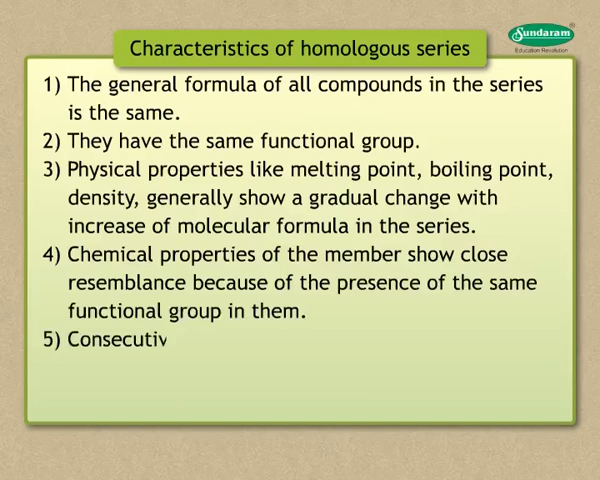 Sundaram
Education Revolution
Characteristics of homologous series
1) The general formula of all compounds in the series
is the same.
2) They have the same functional group.
3) Physical properties like melting point, boiling point,
density, generally show a gradual change with
increase of molecular formula in the series.
4) Chemical properties of the member show close
resemblance because of the presence of the same
functional group in them.
5) Consecutiv